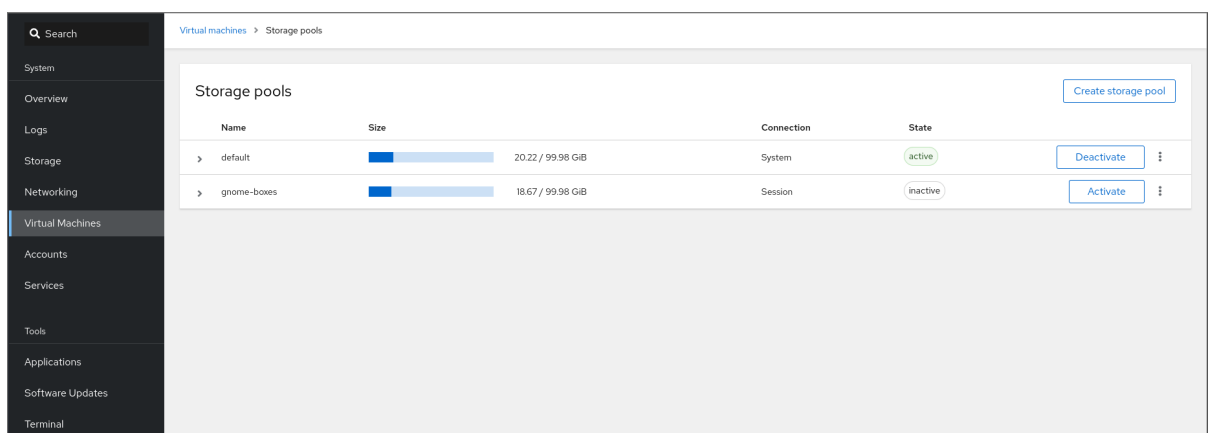 Search
System
Overview
Logs
Storage
Networking
Virtual Machines
Accounts
Services
Tools
Applications
Software Updates
Terminal
Virtual machines > Storage pools
Storage pools
Create storage pool
Name Size Connection State
default 20.22 / 99.98 GiB System active Deactivate
gnome-boxes 18.67 / 99.98 GiB Session inactive Activate